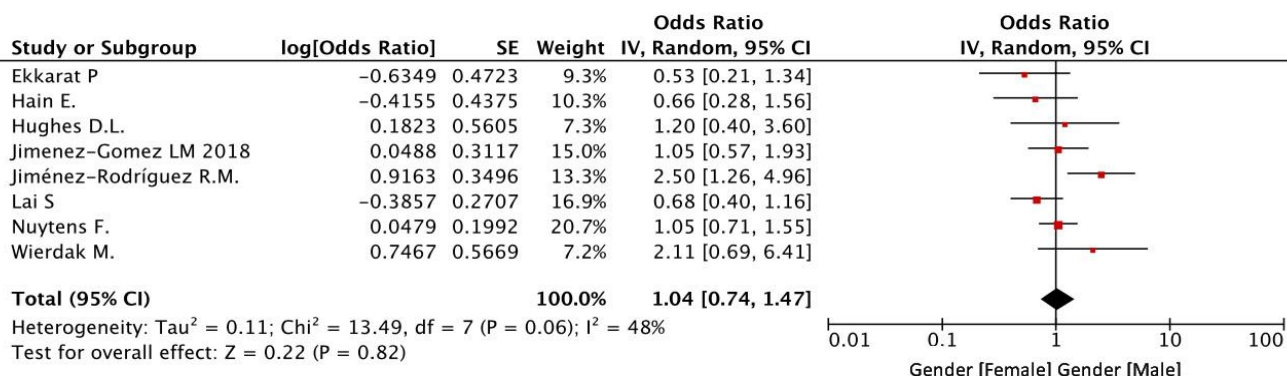 Odds Ratio Odds Ratio
Study or Subgroup log[Odds Ratio] SE Weight IV, Random, 95% CI IV, Random, 95% CI
Ekkarat P −0.6349 0.4723 9.3% 0.53 [0.21, 1.34]
Hain E. −0.4155 0.4375 10.3% 0.66 [0.28, 1.56]
Hughes D.L. 0.1823 0.5605 7.3% 1.20 [0.40, 3.60]
Jimenez–Gomez LM 2018 0.0488 0.3117 15.0% 1.05 [0.57, 1.93]
Jiménez–Rodríguez R.M. 0.9163 0.3496 13.3% 2.50 [1.26, 4.96]
Lai S −0.3857 0.2707 16.9% 0.68 [0.40, 1.16]
Nuytens F. 0.0479 0.1992 20.7% 1.05 [0.71, 1.55]
Wierdak M. 0.7467 0.5669 7.2% 2.11 [0.69, 6.41]
Total (95% CI) 100.0% 1.04 [0.74, 1.47]
Heterogeneity: Tau² = 0.11; Chi² = 13.49, df = 7 (P = 0.06); I² = 48%
Test for overall effect: Z = 0.22 (P = 0.82)
0.01 0.1 1 10 100
Gender [Female] Gender [Male]